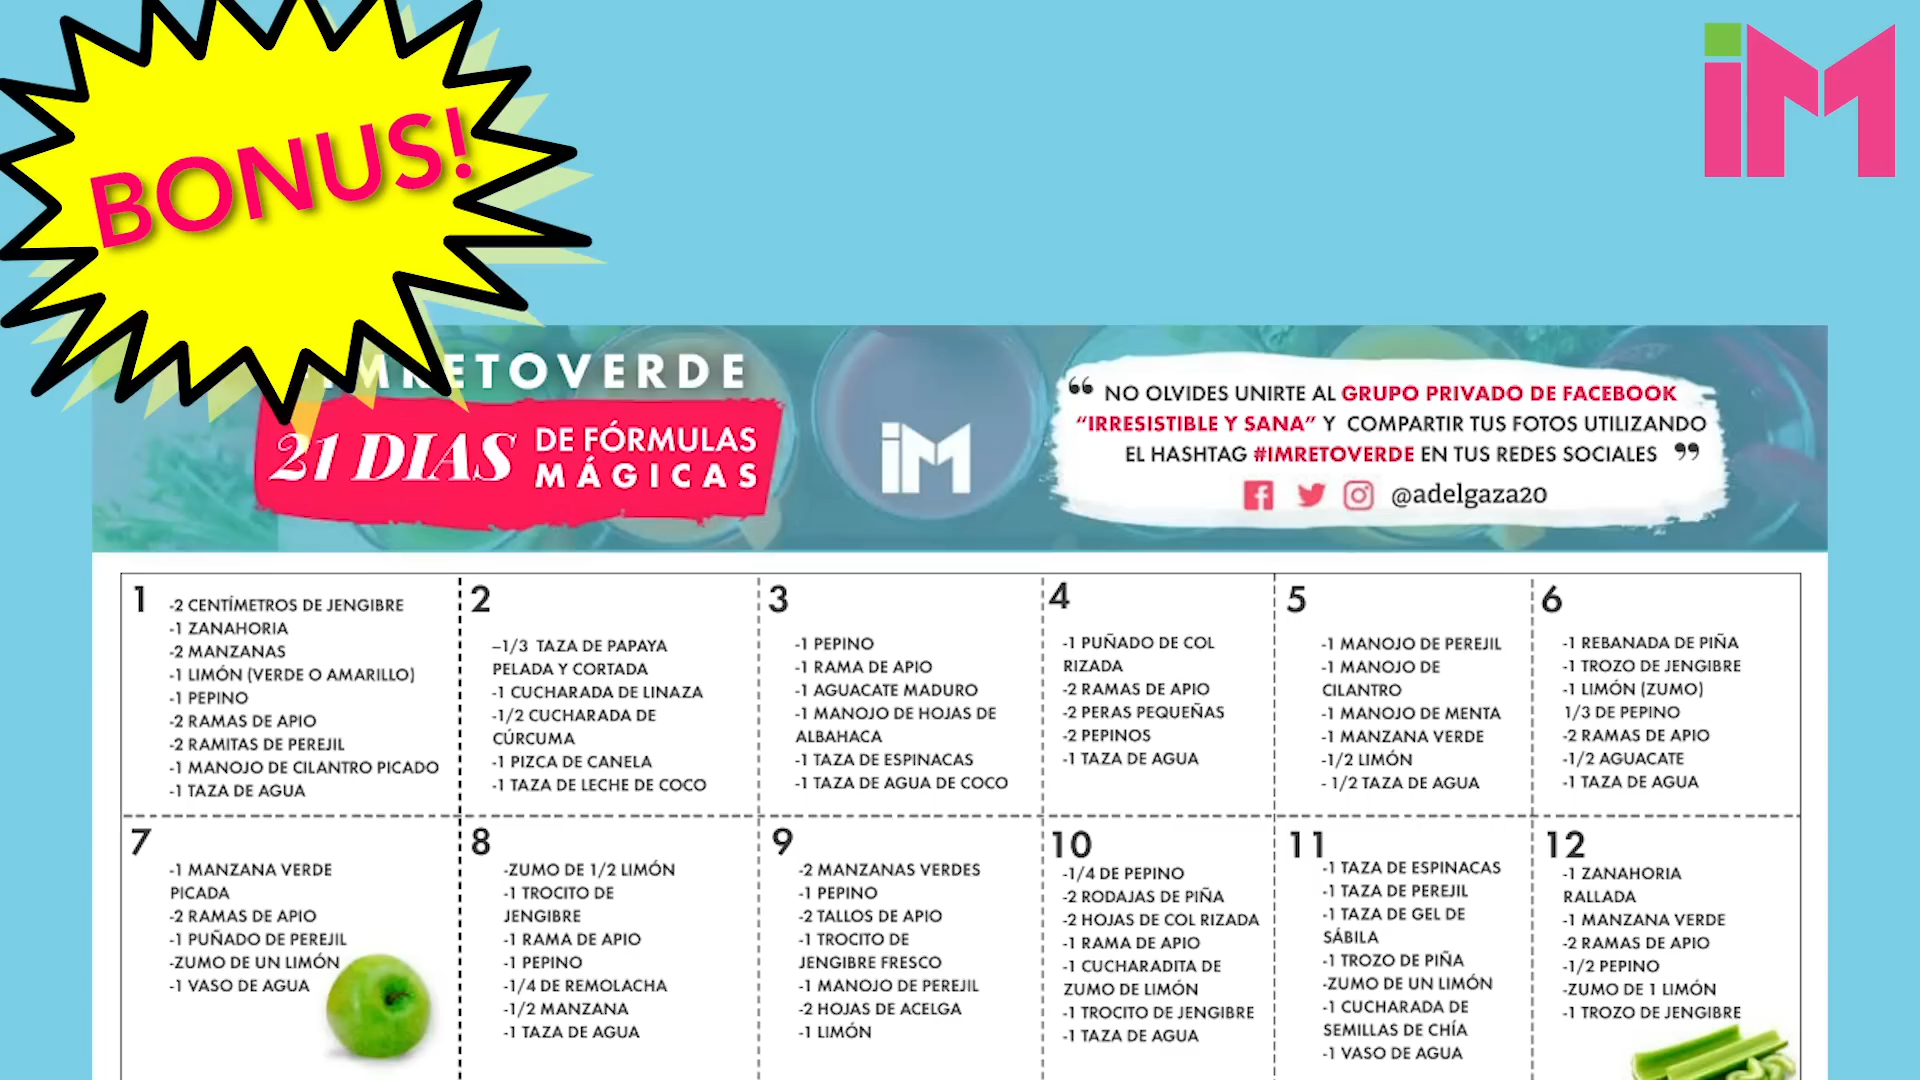 BONUS!
iM
IMRETOVERDE
21 DIAS DE FÓRMULAS
MÁGICAS
iM
“ NO OLVIDES UNIRTE AL GRUPO PRIVADO DE FACEBOOK
“IRRESISTIBLE Y SANA” Y COMPARTIR TUS FOTOS UTILIZANDO
EL HASHTAG #IMRETOVERDE EN TUS REDES SOCIALES ”
@adelgaza20
1
-2 CENTÍMETROS DE JENGIBRE
-1 ZANAHORIA
-2 MANZANAS
-1 LIMÓN (VERDE O AMARILLO)
-1 PEPINO
-2 RAMAS DE APIO
-2 RAMITAS DE PEREJIL
-1 MANOJO DE CILANTRO PICADO
-1 TAZA DE AGUA
2
–1/3 TAZA DE PAPAYA
PELADA Y CORTADA
-1 CUCHARADA DE LINAZA
-1/2 CUCHARADA DE
CÚRCUMA
-1 PIZCA DE CANELA
-1 TAZA DE LECHE DE COCO
3
-1 PEPINO
-1 RAMA DE APIO
-1 AGUACATE MADURO
-1 MANOJO DE HOJAS DE
ALBAHACA
-1 TAZA DE ESPINACAS
-1 TAZA DE AGUA DE COCO
4
-1 PUÑADO DE COL
RIZADA
-2 RAMAS DE APIO
-2 PERAS PEQUEÑAS
-2 PEPINOS
-1 TAZA DE AGUA
5
-1 MANOJO DE PEREJIL
-1 MANOJO DE
CILANTRO
-1 MANOJO DE MENTA
-1 MANZANA VERDE
-1/2 LIMÓN
- 1/2 TAZA DE AGUA
6
-1 REBANADA DE PIÑA
-1 TROZO DE JENGIBRE
-1 LIMÓN (ZUMO)
1/3 DE PEPINO
-2 RAMAS DE APIO
-1/2 AGUACATE
-1 TAZA DE AGUA
7
-1 MANZANA VERDE
PICADA
-2 RAMAS DE APIO
-1 PUÑADO DE PEREJIL
-ZUMO DE UN LIMÓN
-1 VASO DE AGUA
8
-ZUMO DE 1/2 LIMÓN
-1 TROCITO DE
JENGIBRE
-1 RAMA DE APIO
-1 PEPINO
-1/4 DE REMOLACHA
-1/2 MANZANA
-1 TAZA DE AGUA
9
-2 MANZANAS VERDES
-1 PEPINO
-2 TALLOS DE APIO
-1 TROCITO DE
JENGIBRE FRESCO
-1 MANOJO DE PEREJIL
-2 HOJAS DE ACELGA
-1 LIMÓN
10
-1/4 DE PEPINO
-2 RODAJAS DE PIÑA
-2 HOJAS DE COL RIZADA
-1 RAMA DE APIO
-1 CUCHARADITA DE
ZUMO DE LIMÓN
-1 TROCITO DE JENGIBRE
-1 TAZA DE AGUA
11
-1 TAZA DE ESPINACAS
-1 TAZA DE PEREJIL
-1 TAZA DE GEL DE
SÁBILA
-1 TROZO DE PIÑA
-ZUMO DE UN LIMÓN
-1 CUCHARADA DE
SEMILLAS DE CHÍA
-1 VASO DE AGUA
12
-1 ZANAHORIA
RALLADA
-1 MANZANA VERDE
-2 RAMAS DE APIO
-1/2 PEPINO
-ZUMO DE 1 LIMÓN
-1 TROZO DE JENGIBRE